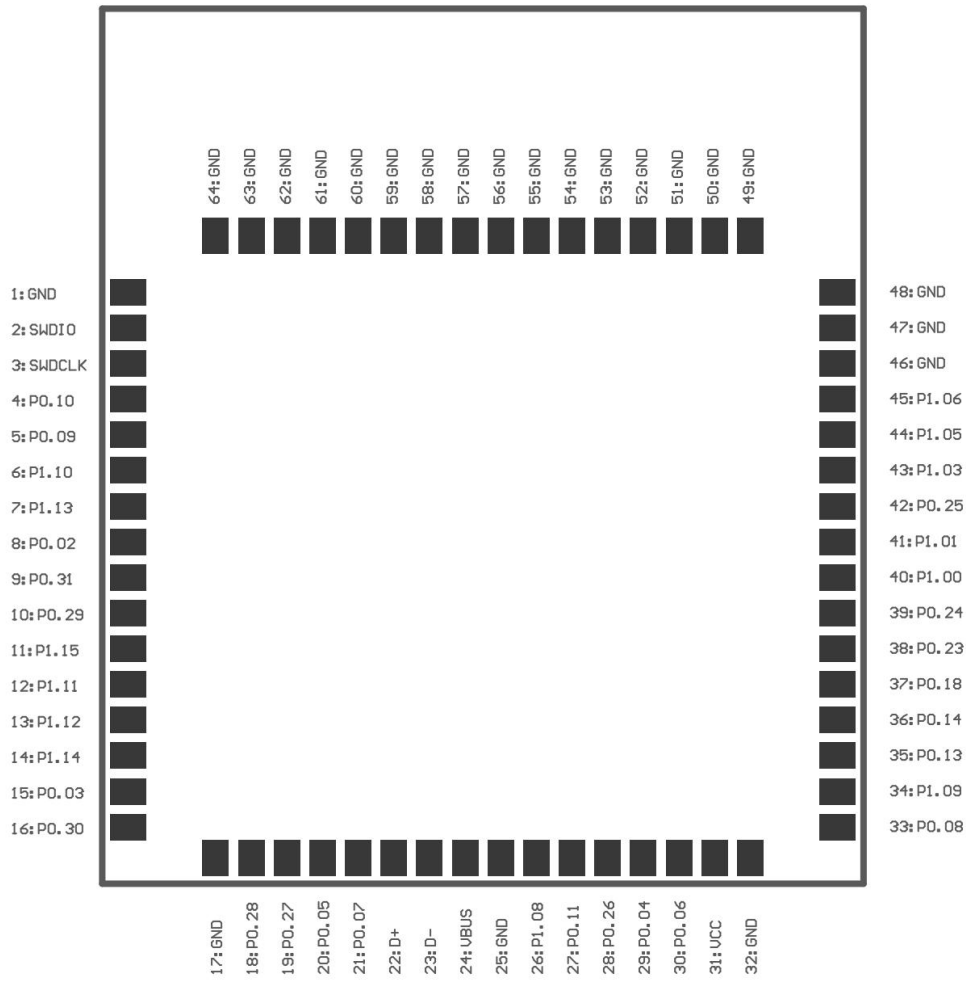 64:GND
63:GND
62:GND
61:GND
60:GND
59:GND
58:GND
57:GND
56:GND
55:GND
54:GND
53:GND
52:GND
51:GND
50:GND
49:GND
1:GND
2:SWDIO
3:SWDCLK
4:P0.10
5:P0.09
6:P1.10
7:P1.13
8:P0.02
9:P0.31
10:P0.29
11:P1.15
12:P1.11
13:P1.12
14:P1.14
15:P0.03
16:P0.30
48:GND
47:GND
46:GND
45:P1.06
44:P1.05
43:P1.03
42:P0.25
41:P1.01
40:P1.00
39:P0.24
38:P0.23
37:P0.18
36:P0.14
35:P0.13
34:P1.09
33:P0.08
17:GND
18:P0.28
19:P0.27
20:P0.05
21:P0.07
22:D+
23:D-
24:VBUS
25:GND
26:P1.08
27:P0.11
28:P0.26
29:P0.04
30:P0.06
31:VCC
32:GND